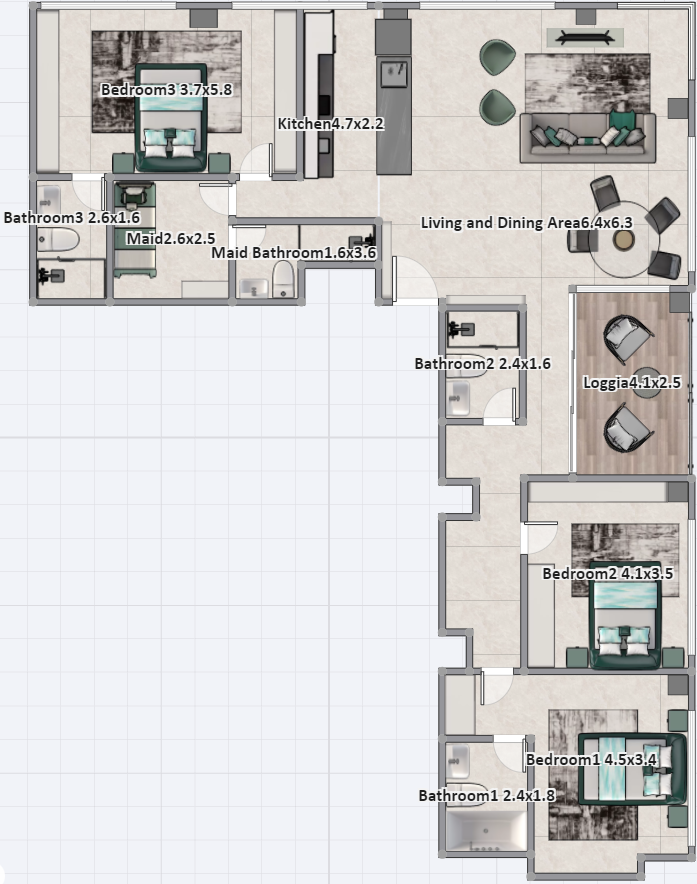 Bedroom3 3.7x5.8
Kitchen4.7x2.2
Bathroom3 2.6x1.6
Maid2.6x2.5
Maid Bathroom1.6x3.6
Living and Dining Area6.4x6.3
Bathroom2 2.4x1.6
Loggia4.1x2.5
Bedroom2 4.1x3.5
Bedroom1 4.5x3.4
Bathroom1 2.4x1.8